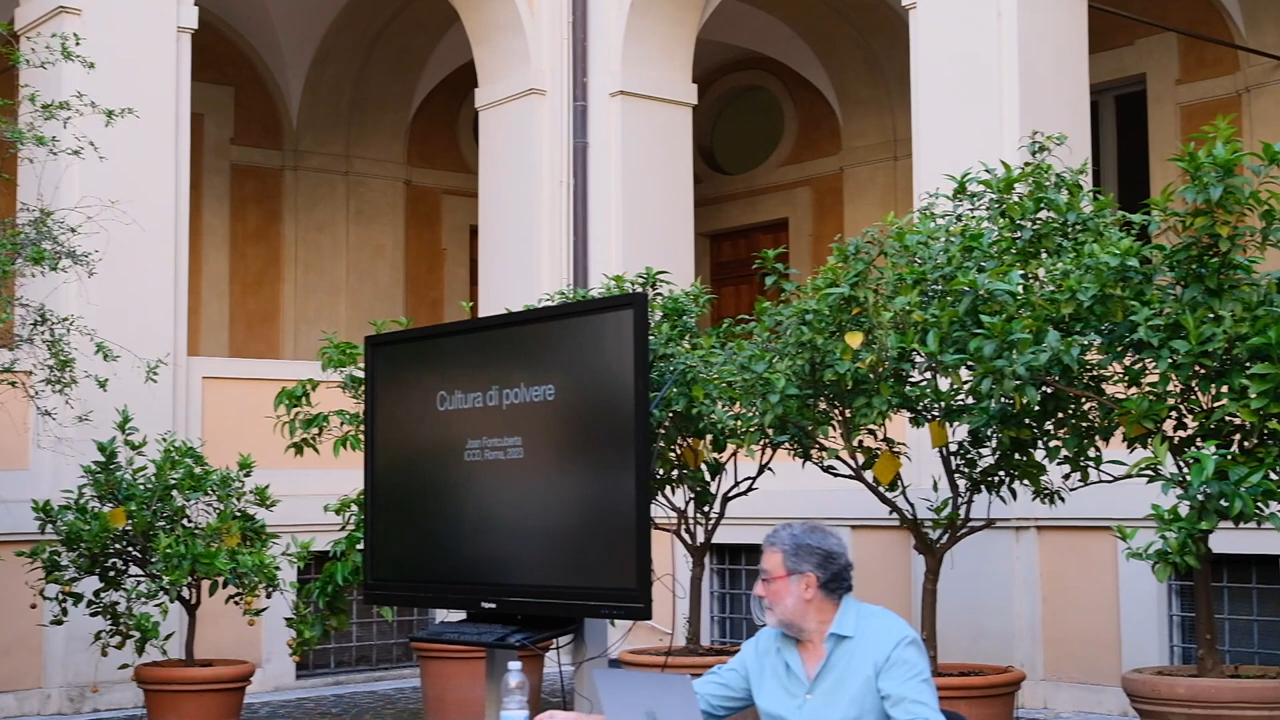 Cultura di polvere
Joan Fontcuberta
ICCD, Roma, 2023